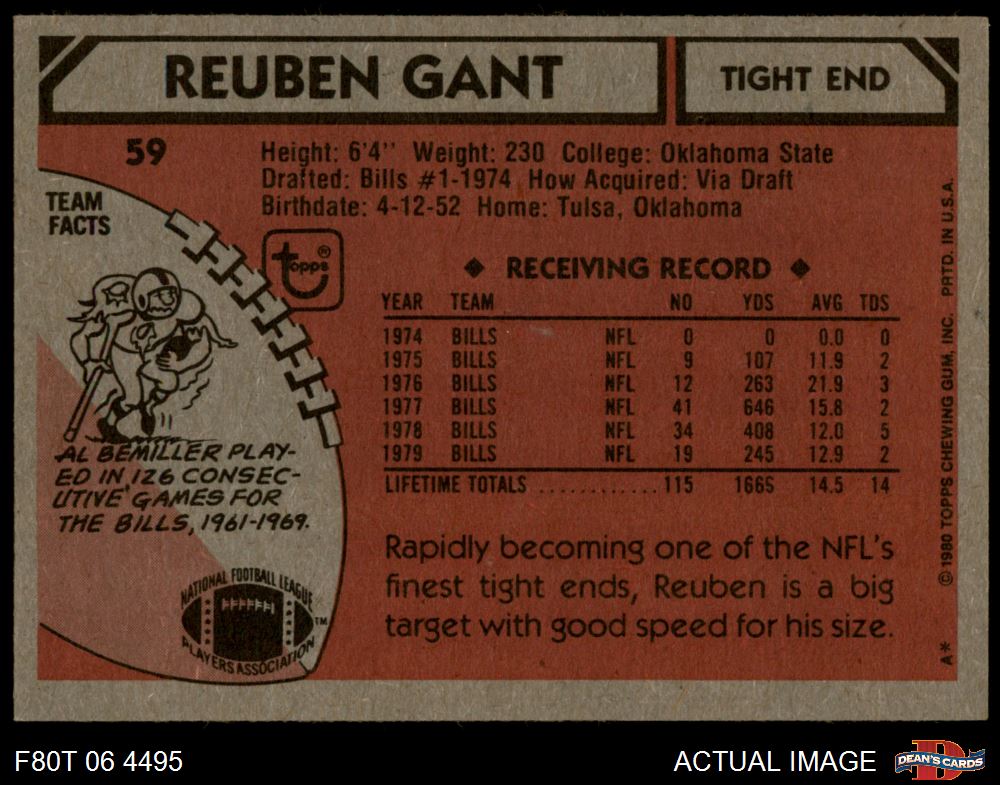 REUBEN GANT
TIGHT END
59
Height: 6'4" Weight: 230 College: Oklahoma State
Drafted: Bills #1-1974 How Acquired: Via Draft
Birthdate: 4-12-52 Home: Tulsa, Oklahoma
TEAM
FACTS
topps®
◆ RECEIVING RECORD ◆
YEAR TEAM NO YDS AVG TDS
1974 BILLS NFL 0 0 0.0 0
1975 BILLS NFL 9 107 11.9 2
1976 BILLS NFL 12 263 21.9 3
1977 BILLS NFL 41 646 15.8 2
1978 BILLS NFL 34 408 12.0 5
1979 BILLS NFL 19 245 12.9 2
LIFETIME TOTALS ............ 115 1665 14.5 14
AL BEMILLER PLAY-
ED IN 126 CONSEC-
UTIVE GAMES FOR
THE BILLS, 1961-1969.
Rapidly becoming one of the NFL's
finest tight ends, Reuben is a big
target with good speed for his size.
NATIONAL FOOTBALL LEAGUE
PLAYERS ASSOCIATION
TM
A* © 1980 TOPPS CHEWING GUM, INC. PRTD. IN U.S.A.
F80T 06 4495
ACTUAL IMAGE
D
DEAN'S CARDS